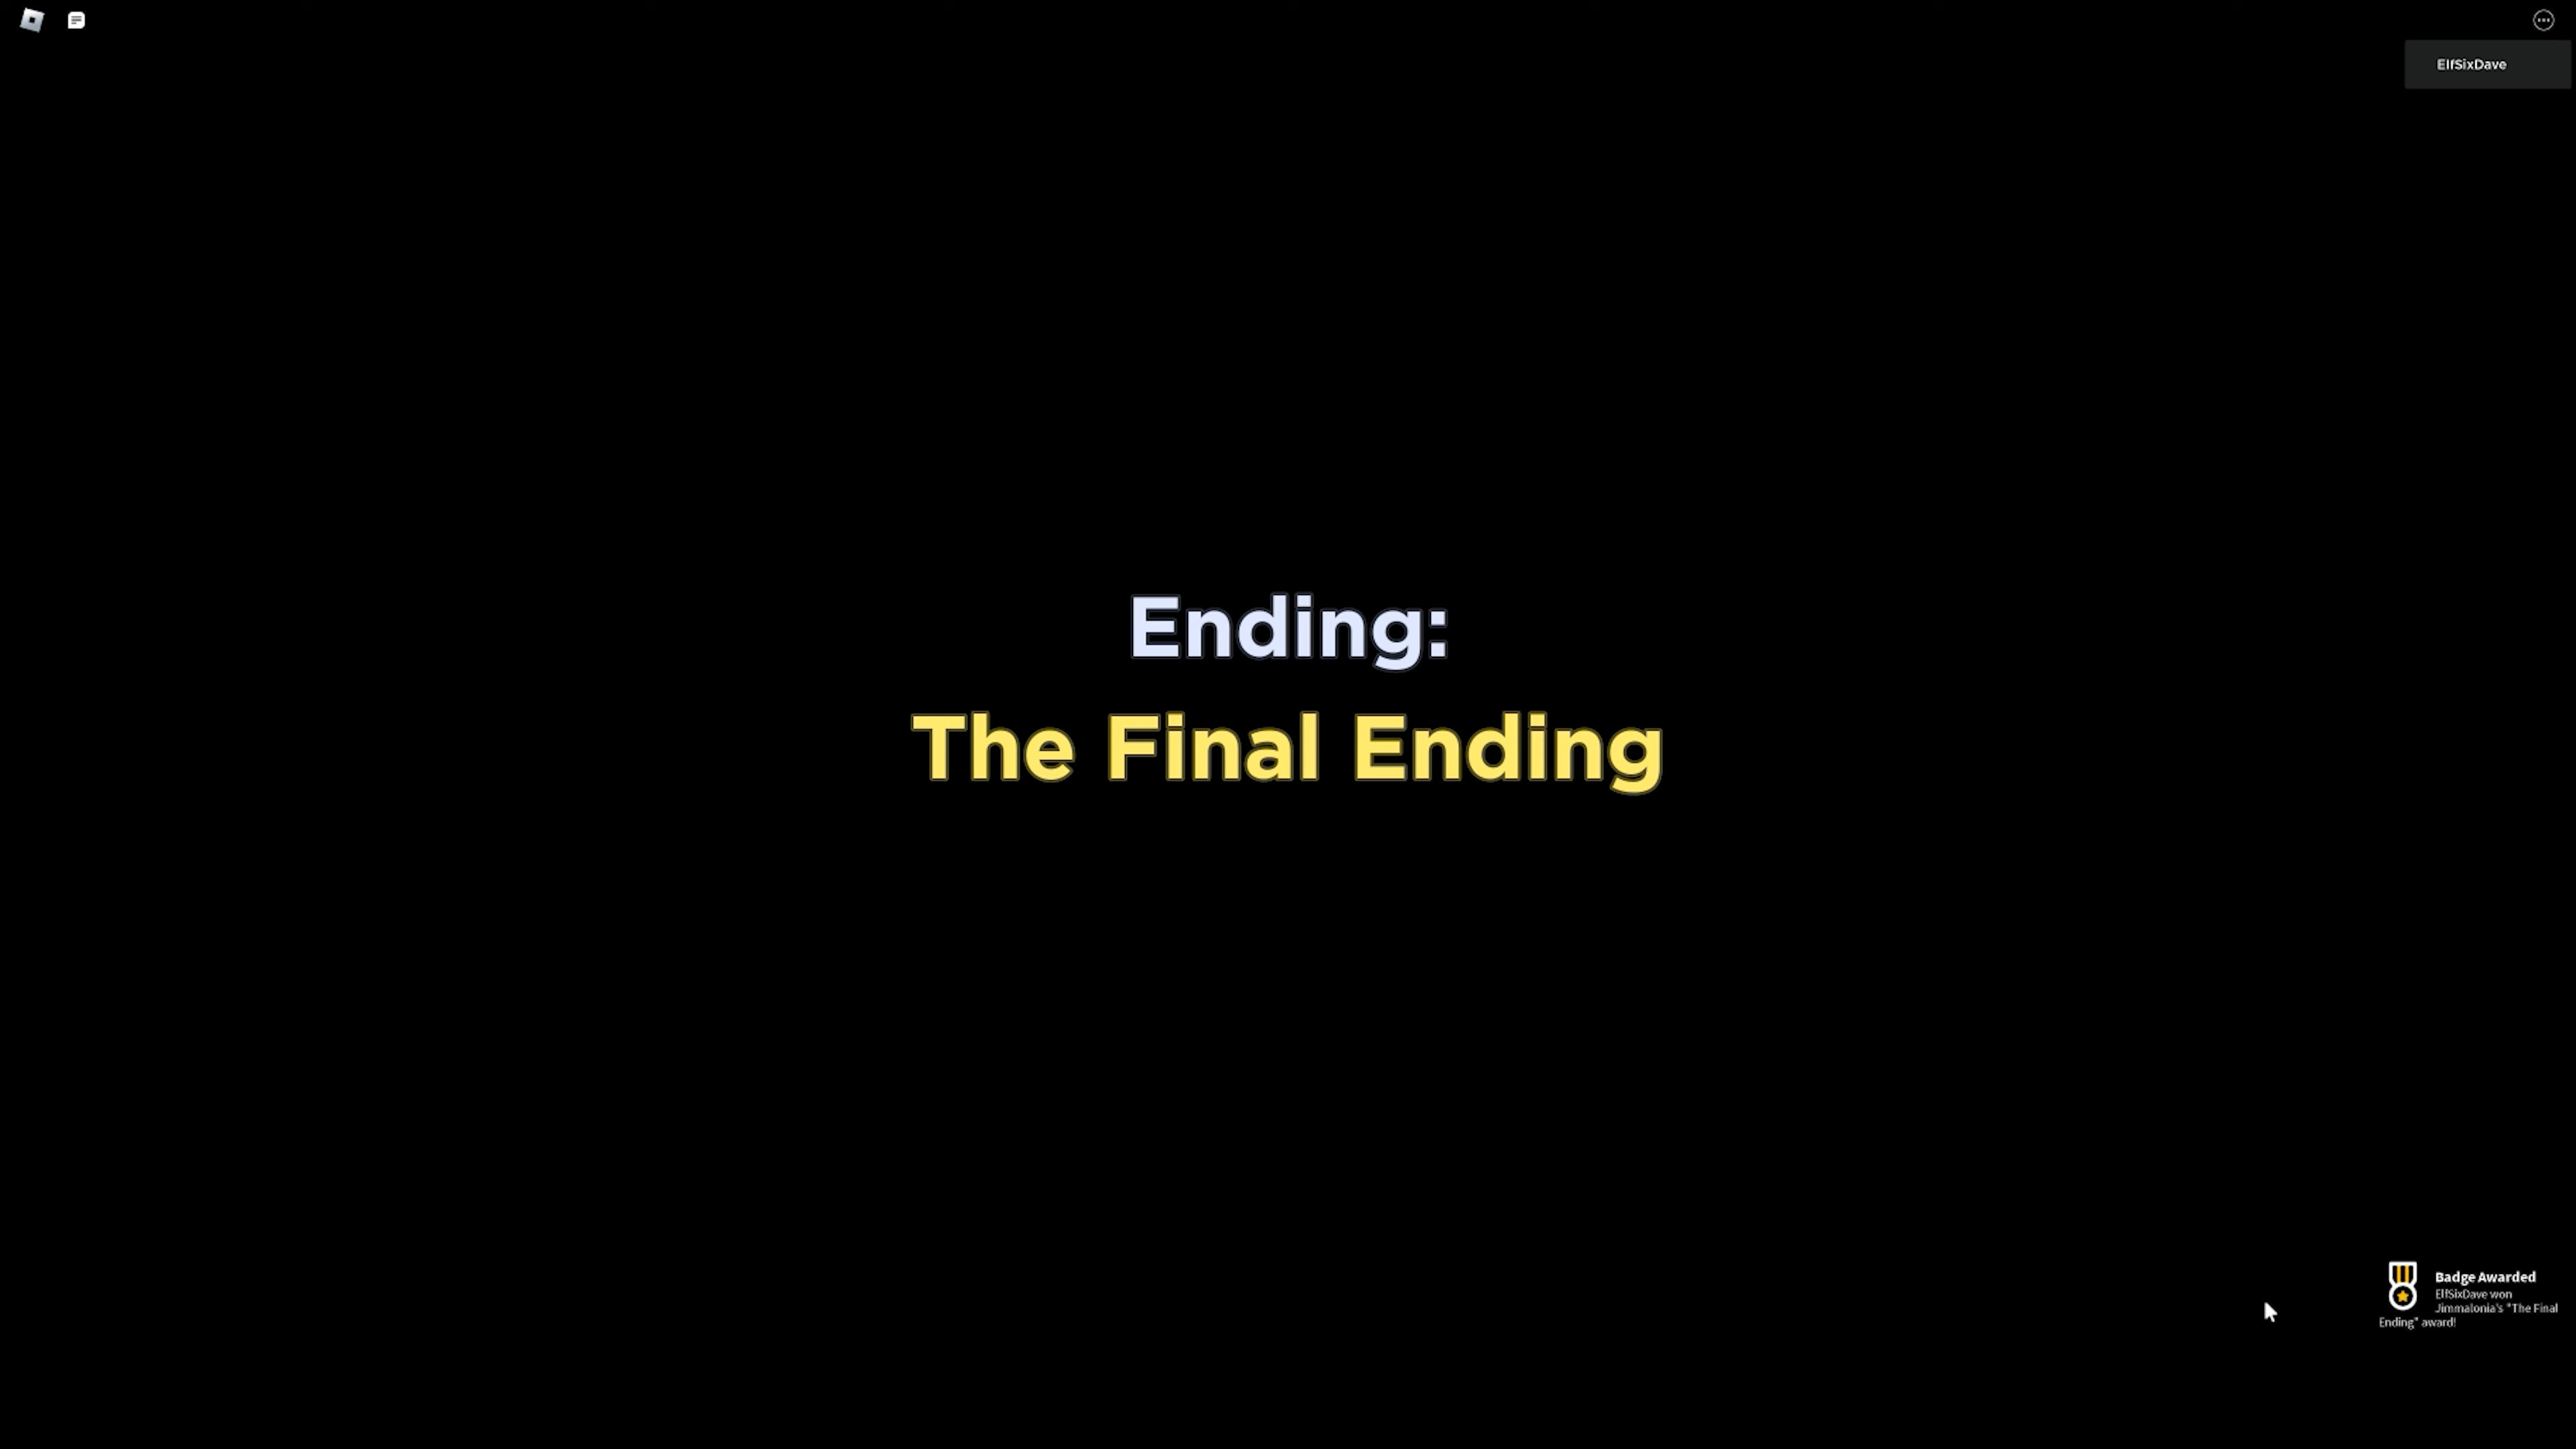 ElfSixDave
Ending:
The Final Ending
Badge Awarded
ElfSixDave won
Jimmalonia's "The Final
Ending" award!